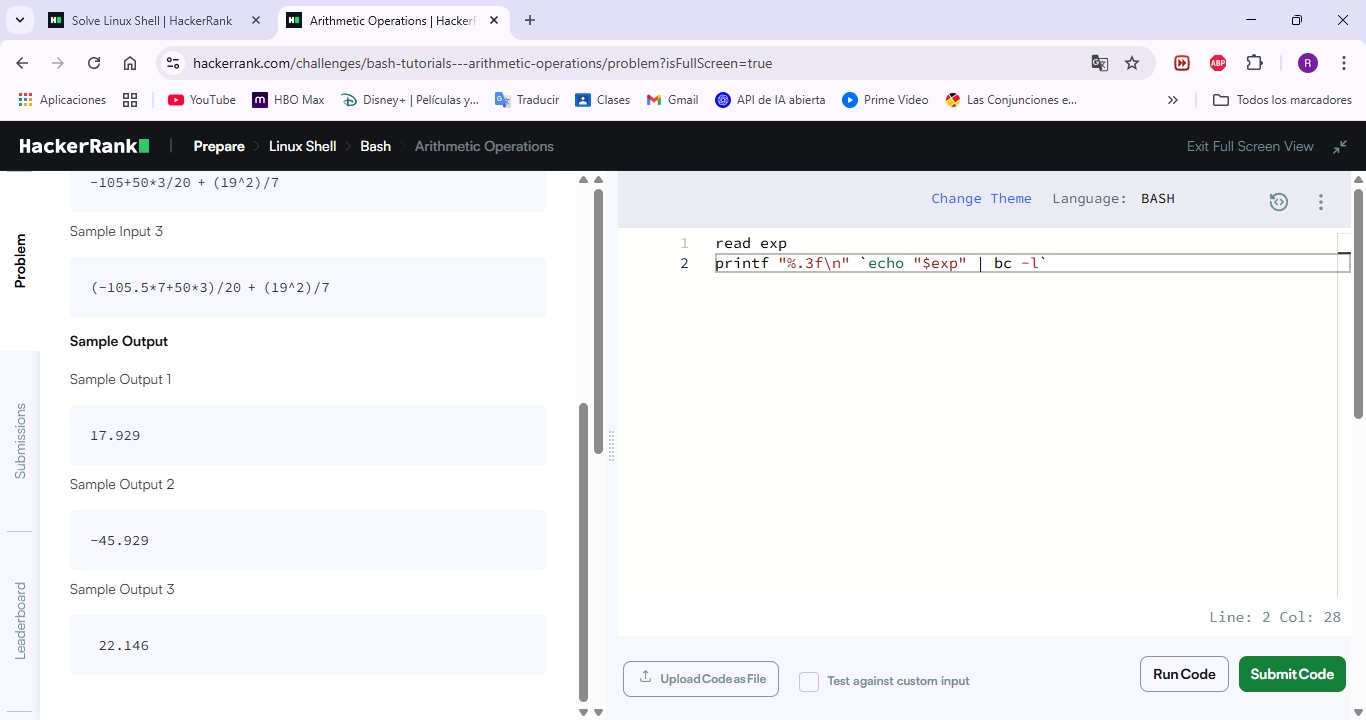 Solve Linux Shell | HackerRank
Arithmetic Operations | HackerR
hackerrank.com/challenges/bash-tutorials---arithmetic-operations/problem?isFullScreen=true
ABP
R
Aplicaciones
YouTube
m HBO Max
Disney+ | Películas y...
Traducir
Clases
Gmail
API de IA abierta
Prime Video
Las Conjunciones e...
»
Todos los marcadores
HackerRank
Prepare
Linux Shell
Bash
Arithmetic Operations
Exit Full Screen View
Problem
Submissions
Leaderboard
-105+50*3/20 + (19^2)/7
Sample Input 3
(-105.5*7+50*3)/20 + (19^2)/7
Sample Output
Sample Output 1
17.929
Sample Output 2
-45.929
Sample Output 3
22.146
Change Theme Language: BASH
1 read exp
2 printf "%.3f\n" `echo "$exp" | bc -l`
Line: 2 Col: 28
Upload Code as File
Test against custom input
Run Code
Submit Code